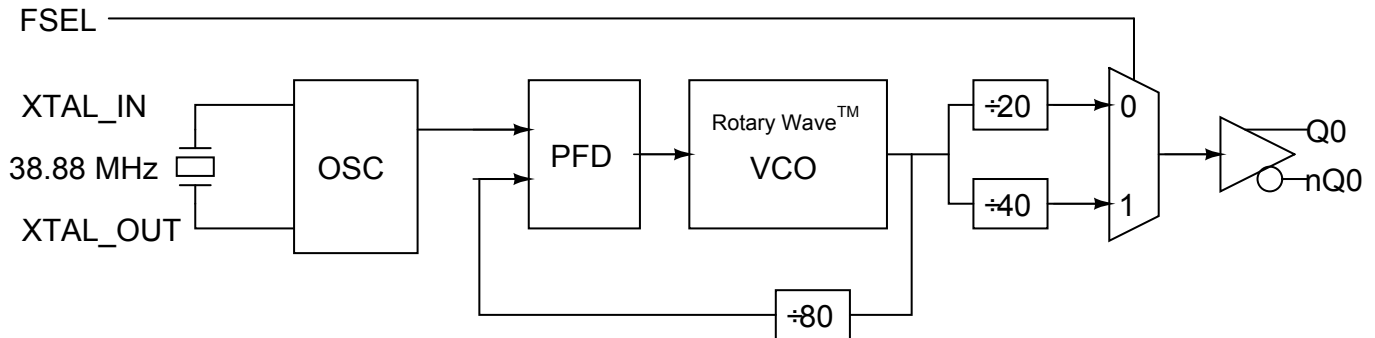 FSEL
XTAL_IN
38.88 MHz
XTAL_OUT
OSC
PFD
Rotary Wave™
VCO
÷20
÷40
÷80
0
1
Q0
nQ0